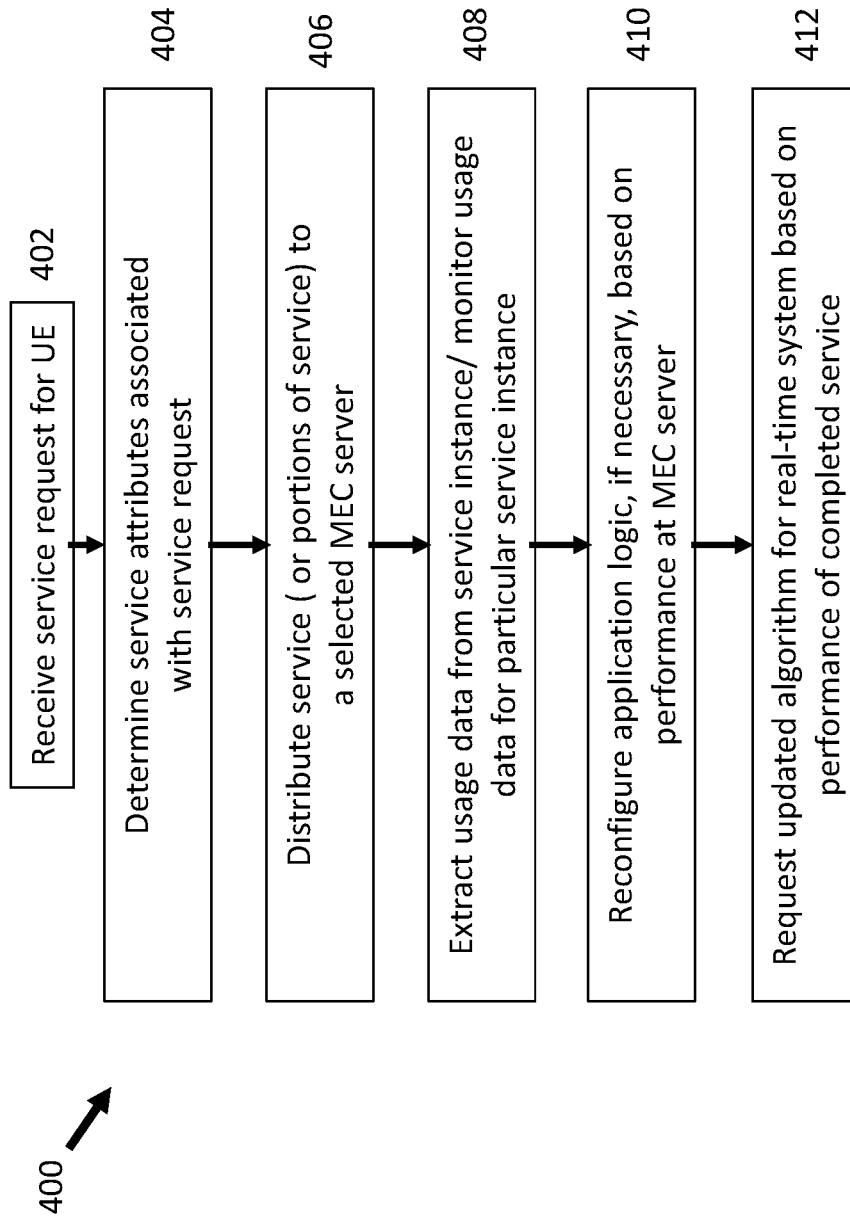 400
Receive service request for UE
402
Determine service attributes associated
with service request
404
Distribute service ( or portions of service) to
a selected MEC server
406
Extract usage data from service instance/ monitor usage
data for particular service instance
408
Reconfigure application logic, if necessary, based on
performance at MEC server
410
Request updated algorithm for real-time system based on
performance of completed service
412